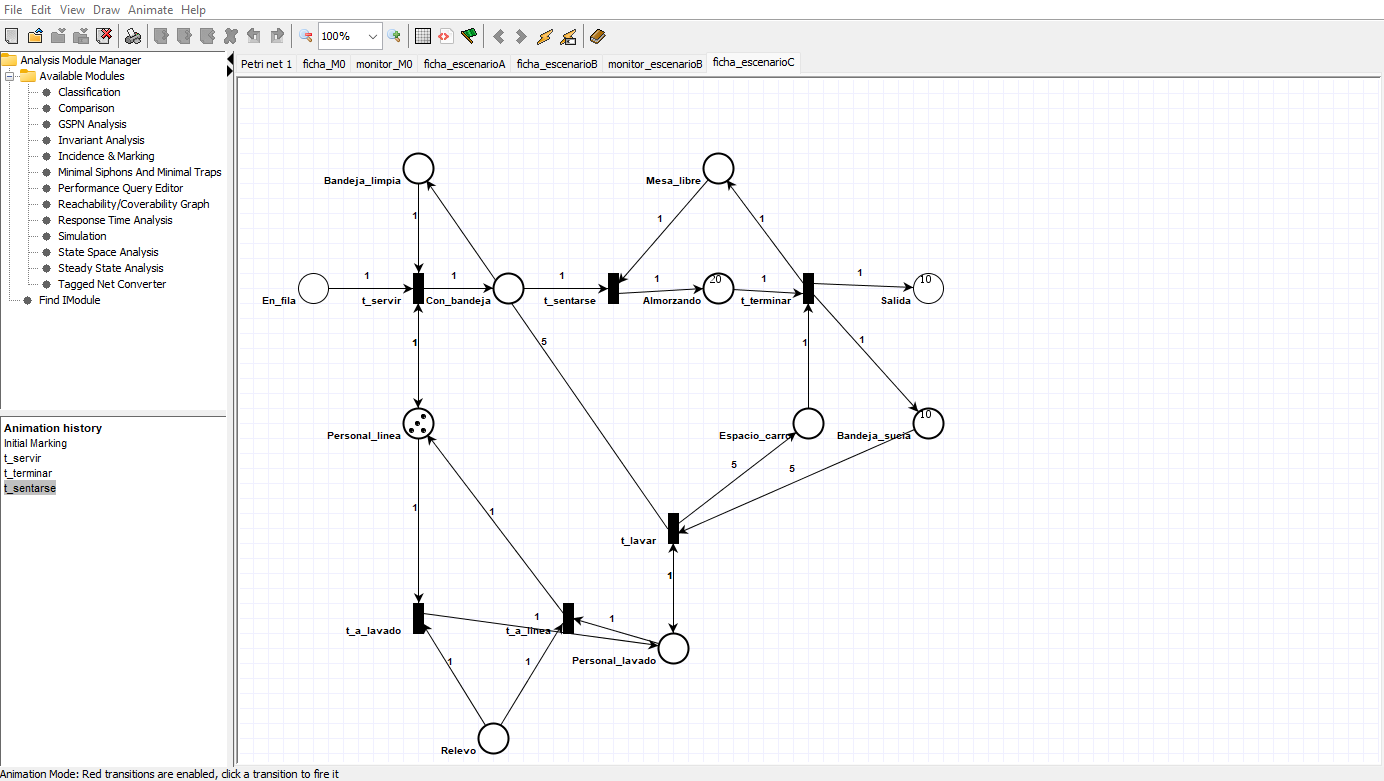 File Edit View Draw Animate Help
100%
Analysis Module Manager
Available Modules
Classification
Comparison
GSPN Analysis
Invariant Analysis
Incidence & Marking
Minimal Siphons And Minimal Traps
Performance Query Editor
Reachability/Coverability Graph
Response Time Analysis
Simulation
State Space Analysis
Steady State Analysis
Tagged Net Converter
Find IModule
Animation history
Initial Marking
t_servir
t_terminar
t_sentarse
Petri net 1 ficha_M0 monitor_M0 ficha_escenarioA ficha_escenarioB monitor_escenarioB ficha_escenarioC
Bandeja_limpia Mesa_libre
1 1 1
1 1 1 1 1 1
20 10
En_fila t_servir Con_bandeja t_sentarse Almorzando t_terminar Salida
1 5 1 1
10
Personal_linea Espacio_carro Bandeja_sucia
5 5
1 1
t_lavar
1
1 1
t_a_lavado t_a_linea
1 1 Personal_lavado
Relevo
Animation Mode: Red transitions are enabled, click a transition to fire it